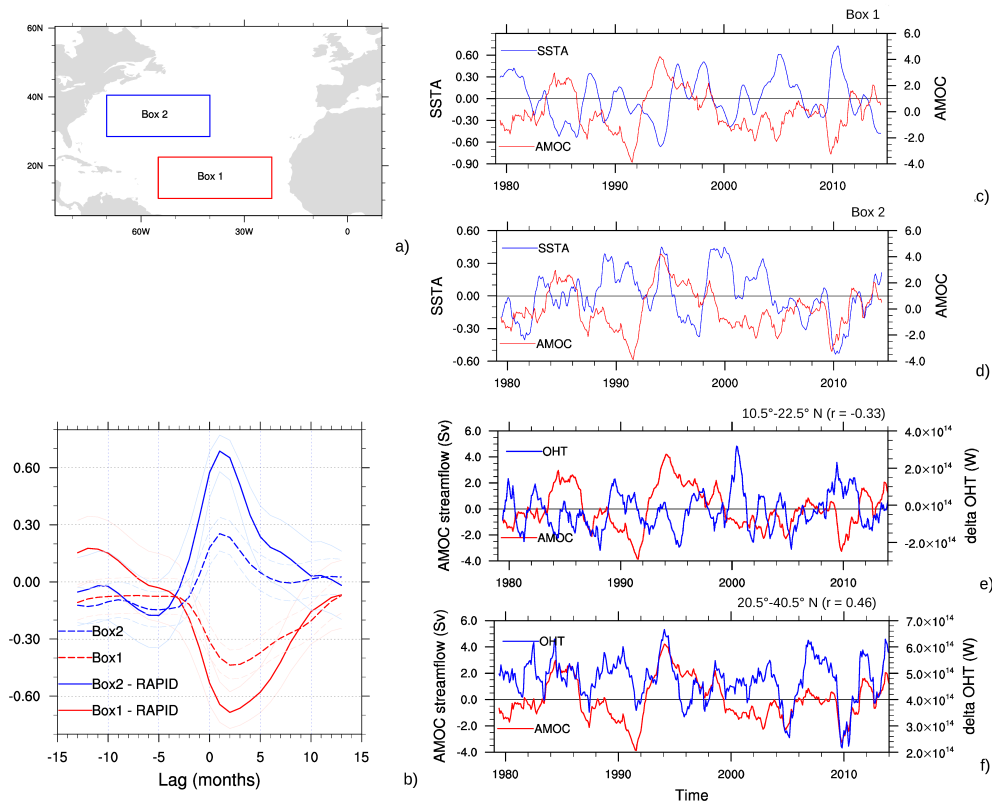 60N
40N
20N
60W
30W
0
Box 2
Box 1
a)
Box 1
SSTA
AMOC
SSTA
AMOC
0.60
0.30
0.00
-0.30
-0.60
-0.90
6.0
4.0
2.0
0.0
-2.0
-4.0
1980
1990
2000
2010
c)
Box 2
SSTA
AMOC
SSTA
AMOC
0.60
0.30
0.00
-0.30
-0.60
6.0
4.0
2.0
0.0
-2.0
-4.0
1980
1990
2000
2010
d)
0.60
0.30
0.00
-0.30
-0.60
Box2
Box1
Box2 - RAPID
Box1 - RAPID
-15
-10
-5
0
5
10
15
Lag (months)
b)
10.5°-22.5° N (r = -0.33)
AMOC streamflow (Sv)
OHT
AMOC
delta OHT (W)
6.0
4.0
2.0
0.0
-2.0
-4.0
4.0×10¹⁴
2.0×10¹⁴
0.0×10¹⁴
-2.0×10¹⁴
1980
1990
2000
2010
e)
20.5°-40.5° N (r = 0.46)
AMOC streamflow (Sv)
OHT
AMOC
delta OHT (W)
6.0
4.0
2.0
0.0
-2.0
-4.0
7.0×10¹⁴
6.0×10¹⁴
5.0×10¹⁴
4.0×10¹⁴
3.0×10¹⁴
2.0×10¹⁴
1980
1990
2000
2010
Time
f)